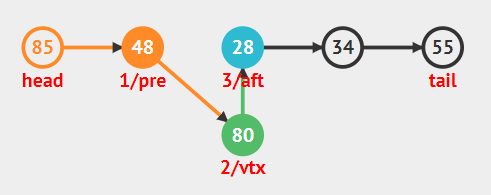 85 48 28 34 55
head 1/pre 3/aft tail
80
2/vtx